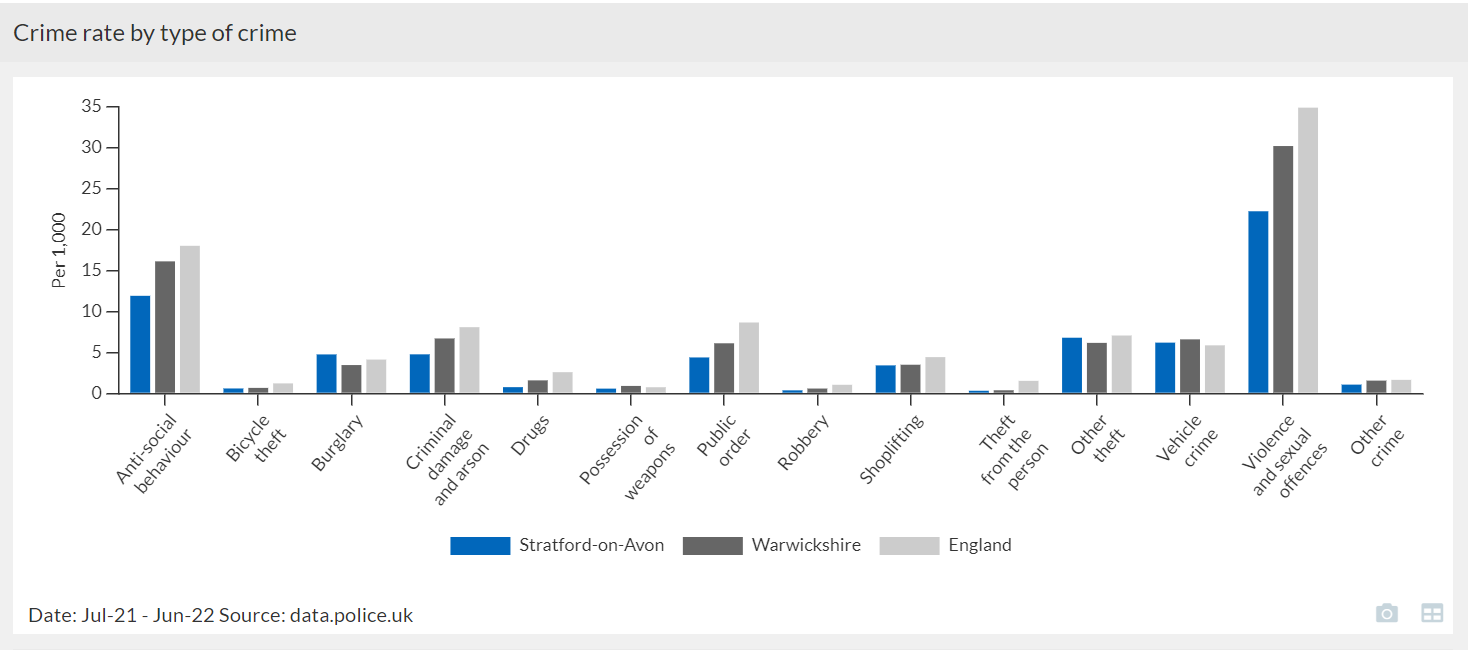 Crime rate by type of crime
35
30
25
20
15
10
5
0
Per 1,000
Anti-social
behaviour
Bicycle
theft
Burglary
Criminal
damage
and arson
Drugs
Possession
of
weapons
Public
order
Robbery
Shoplifting
Theft
from the
person
Other
theft
Vehicle
crime
Violence
and sexual
offences
Other
crime
Stratford-on-Avon Warwickshire England
Date: Jul-21 - Jun-22 Source: data.police.uk